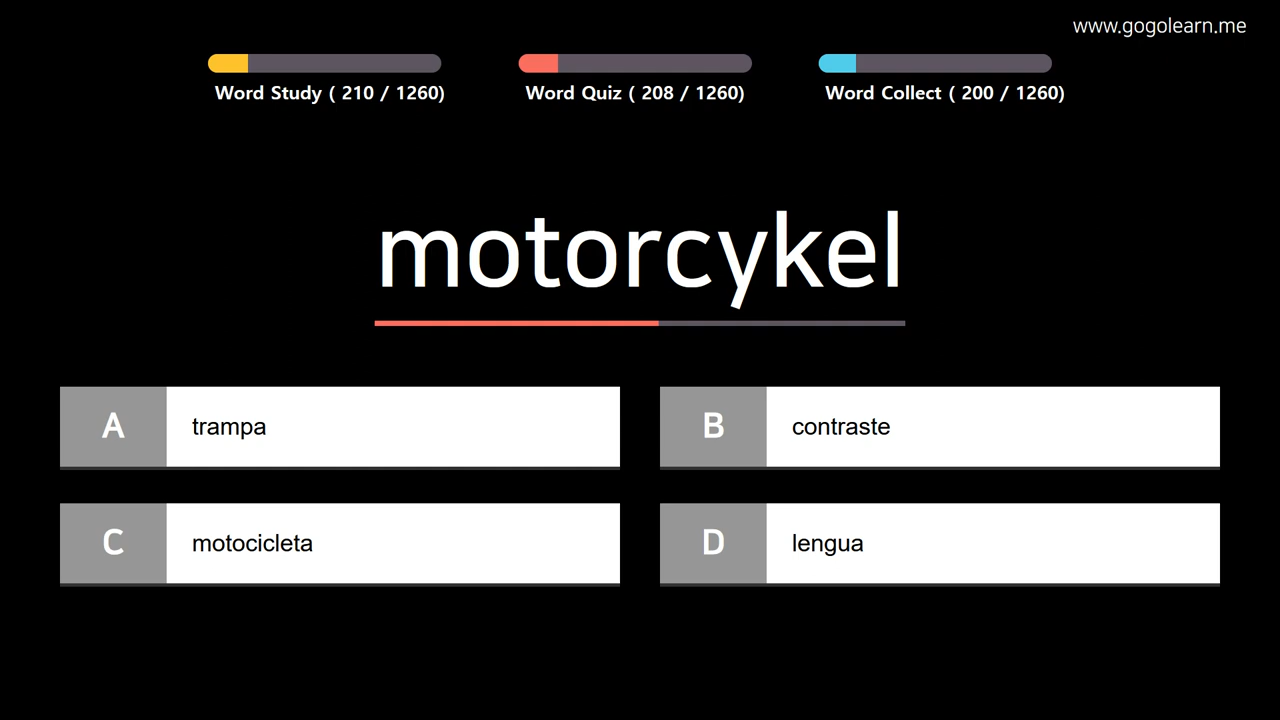 www.gogolearn.me
Word Study ( 210 / 1260)
Word Quiz ( 208 / 1260)
Word Collect ( 200 / 1260)
motorcykel
A trampa
B contraste
C motocicleta
D lengua